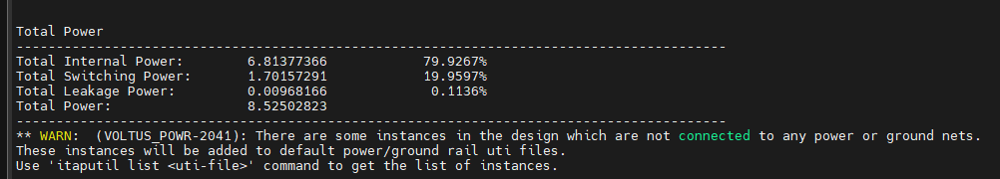 Total Power
-----------------------------------------------------------------------------------------
Total Internal Power:        6.81377366            79.9267%
Total Switching Power:       1.70157291            19.9597%
Total Leakage Power:         0.00968166             0.1136%
Total Power:                 8.52502823
-----------------------------------------------------------------------------------------
** WARN:  (VOLTUS_POWR-2041): There are some instances in the design which are not connected to any power or ground nets.
These instances will be added to default power/ground rail uti files.
Use 'itaputil list <uti-file>' command to get the list of instances.